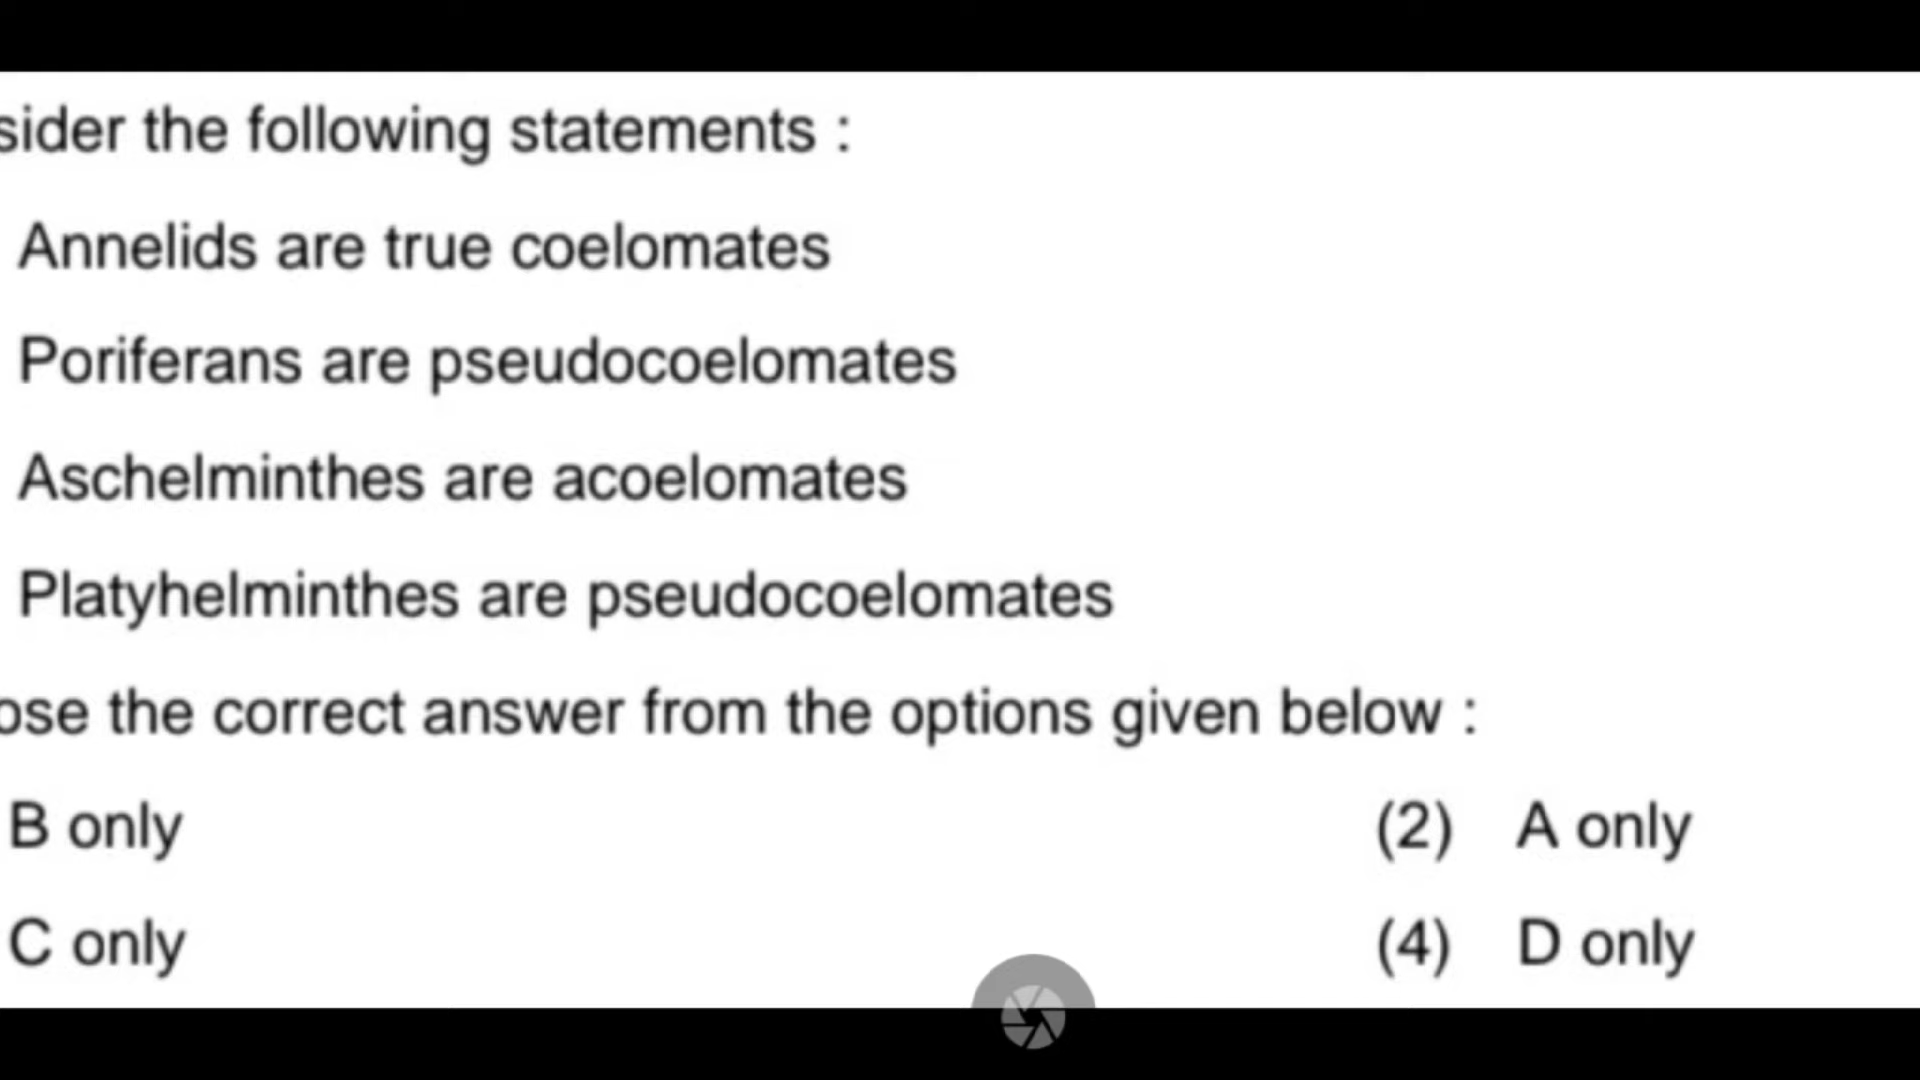 sider the following statements :
Annelids are true coelomates
Poriferans are pseudocoelomates
Aschelminthes are acoelomates
Platyhelminthes are pseudocoelomates
ose the correct answer from the options given below :
B only (2) A only
C only (4) D only